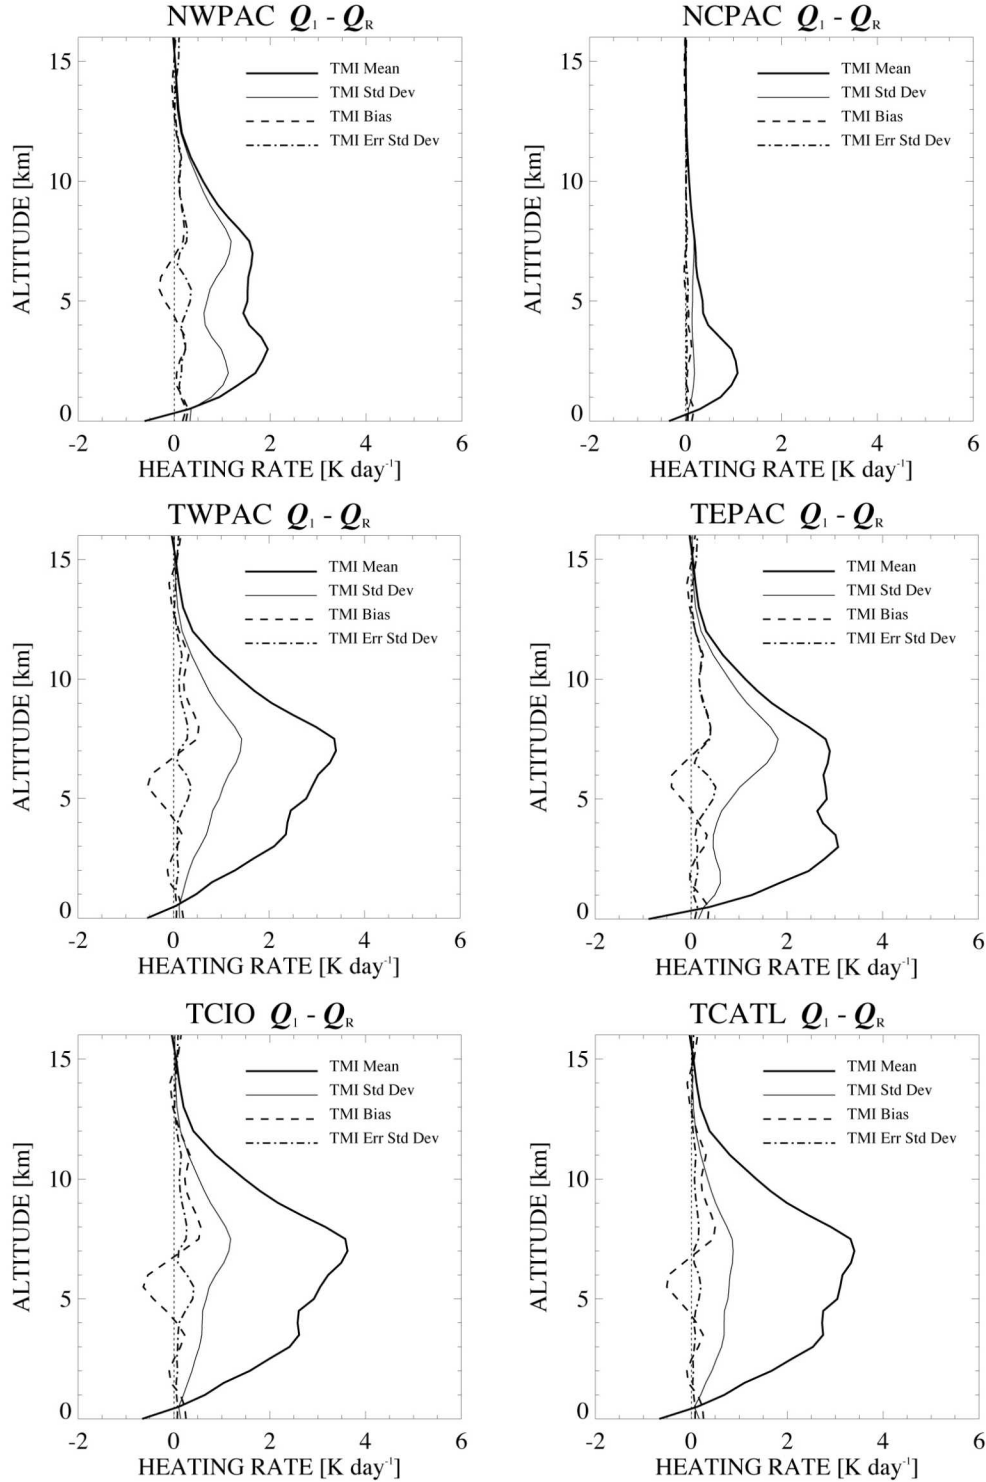 NWPAC Q₁ - Qᴿ
15
10
5
0
ALTITUDE [km]
TMI Mean
TMI Std Dev
TMI Bias
TMI Err Std Dev
-2 0 2 4 6
HEATING RATE [K day⁻¹]
NCPAC Q₁ - Qᴿ
15
10
5
0
ALTITUDE [km]
TMI Mean
TMI Std Dev
TMI Bias
TMI Err Std Dev
-2 0 2 4 6
HEATING RATE [K day⁻¹]
TWPAC Q₁ - Qᴿ
15
10
5
0
ALTITUDE [km]
TMI Mean
TMI Std Dev
TMI Bias
TMI Err Std Dev
-2 0 2 4 6
HEATING RATE [K day⁻¹]
TEPAC Q₁ - Qᴿ
15
10
5
0
ALTITUDE [km]
TMI Mean
TMI Std Dev
TMI Bias
TMI Err Std Dev
-2 0 2 4 6
HEATING RATE [K day⁻¹]
TCIO Q₁ - Qᴿ
15
10
5
0
ALTITUDE [km]
TMI Mean
TMI Std Dev
TMI Bias
TMI Err Std Dev
-2 0 2 4 6
HEATING RATE [K day⁻¹]
TCATL Q₁ - Qᴿ
15
10
5
0
ALTITUDE [km]
TMI Mean
TMI Std Dev
TMI Bias
TMI Err Std Dev
-2 0 2 4 6
HEATING RATE [K day⁻¹]